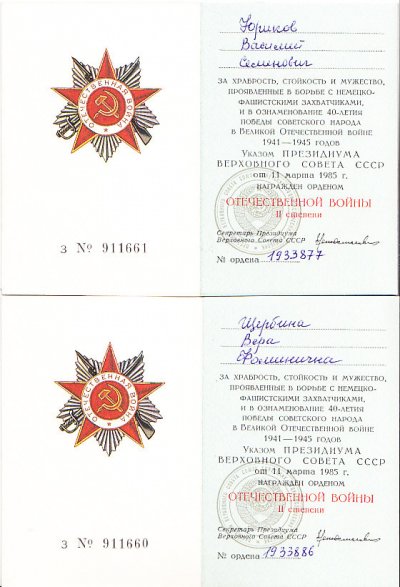 ОТЕЧЕСТВЕННАЯ ВОЙНА
З № 911661
Юриков
Василий
Семенович
ЗА ХРАБРОСТЬ, СТОЙКОСТЬ И МУЖЕСТВО,
ПРОЯВЛЕННЫЕ В БОРЬБЕ С НЕМЕЦКО-
ФАШИСТСКИМИ ЗАХВАТЧИКАМИ,
И В ОЗНАМЕНОВАНИЕ 40-ЛЕТИЯ
ПОБЕДЫ СОВЕТСКОГО НАРОДА
В ВЕЛИКОЙ ОТЕЧЕСТВЕННОЙ ВОЙНЕ
1941—1945 ГОДОВ
Указом ПРЕЗИДИУМА
ВЕРХОВНОГО СОВЕТА СССР
от 11 марта 1985 г.
НАГРАЖДЕН ОРДЕНОМ
ОТЕЧЕСТВЕННОЙ ВОЙНЫ
II степени
Секретарь Президиума
Верховного Совета СССР
№ ордена 1933877
ОТЕЧЕСТВЕННАЯ ВОЙНА
З № 911660
Щербина
Вера
Фоминична
ЗА ХРАБРОСТЬ, СТОЙКОСТЬ И МУЖЕСТВО,
ПРОЯВЛЕННЫЕ В БОРЬБЕ С НЕМЕЦКО-
ФАШИСТСКИМИ ЗАХВАТЧИКАМИ,
И В ОЗНАМЕНОВАНИЕ 40-ЛЕТИЯ
ПОБЕДЫ СОВЕТСКОГО НАРОДА
В ВЕЛИКОЙ ОТЕЧЕСТВЕННОЙ ВОЙНЕ
1941—1945 ГОДОВ
Указом ПРЕЗИДИУМА
ВЕРХОВНОГО СОВЕТА СССР
от 11 марта 1985 г.
НАГРАЖДЕН ОРДЕНОМ
ОТЕЧЕСТВЕННОЙ ВОЙНЫ
II степени
Секретарь Президиума
Верховного Совета СССР
№ ордена 1933886